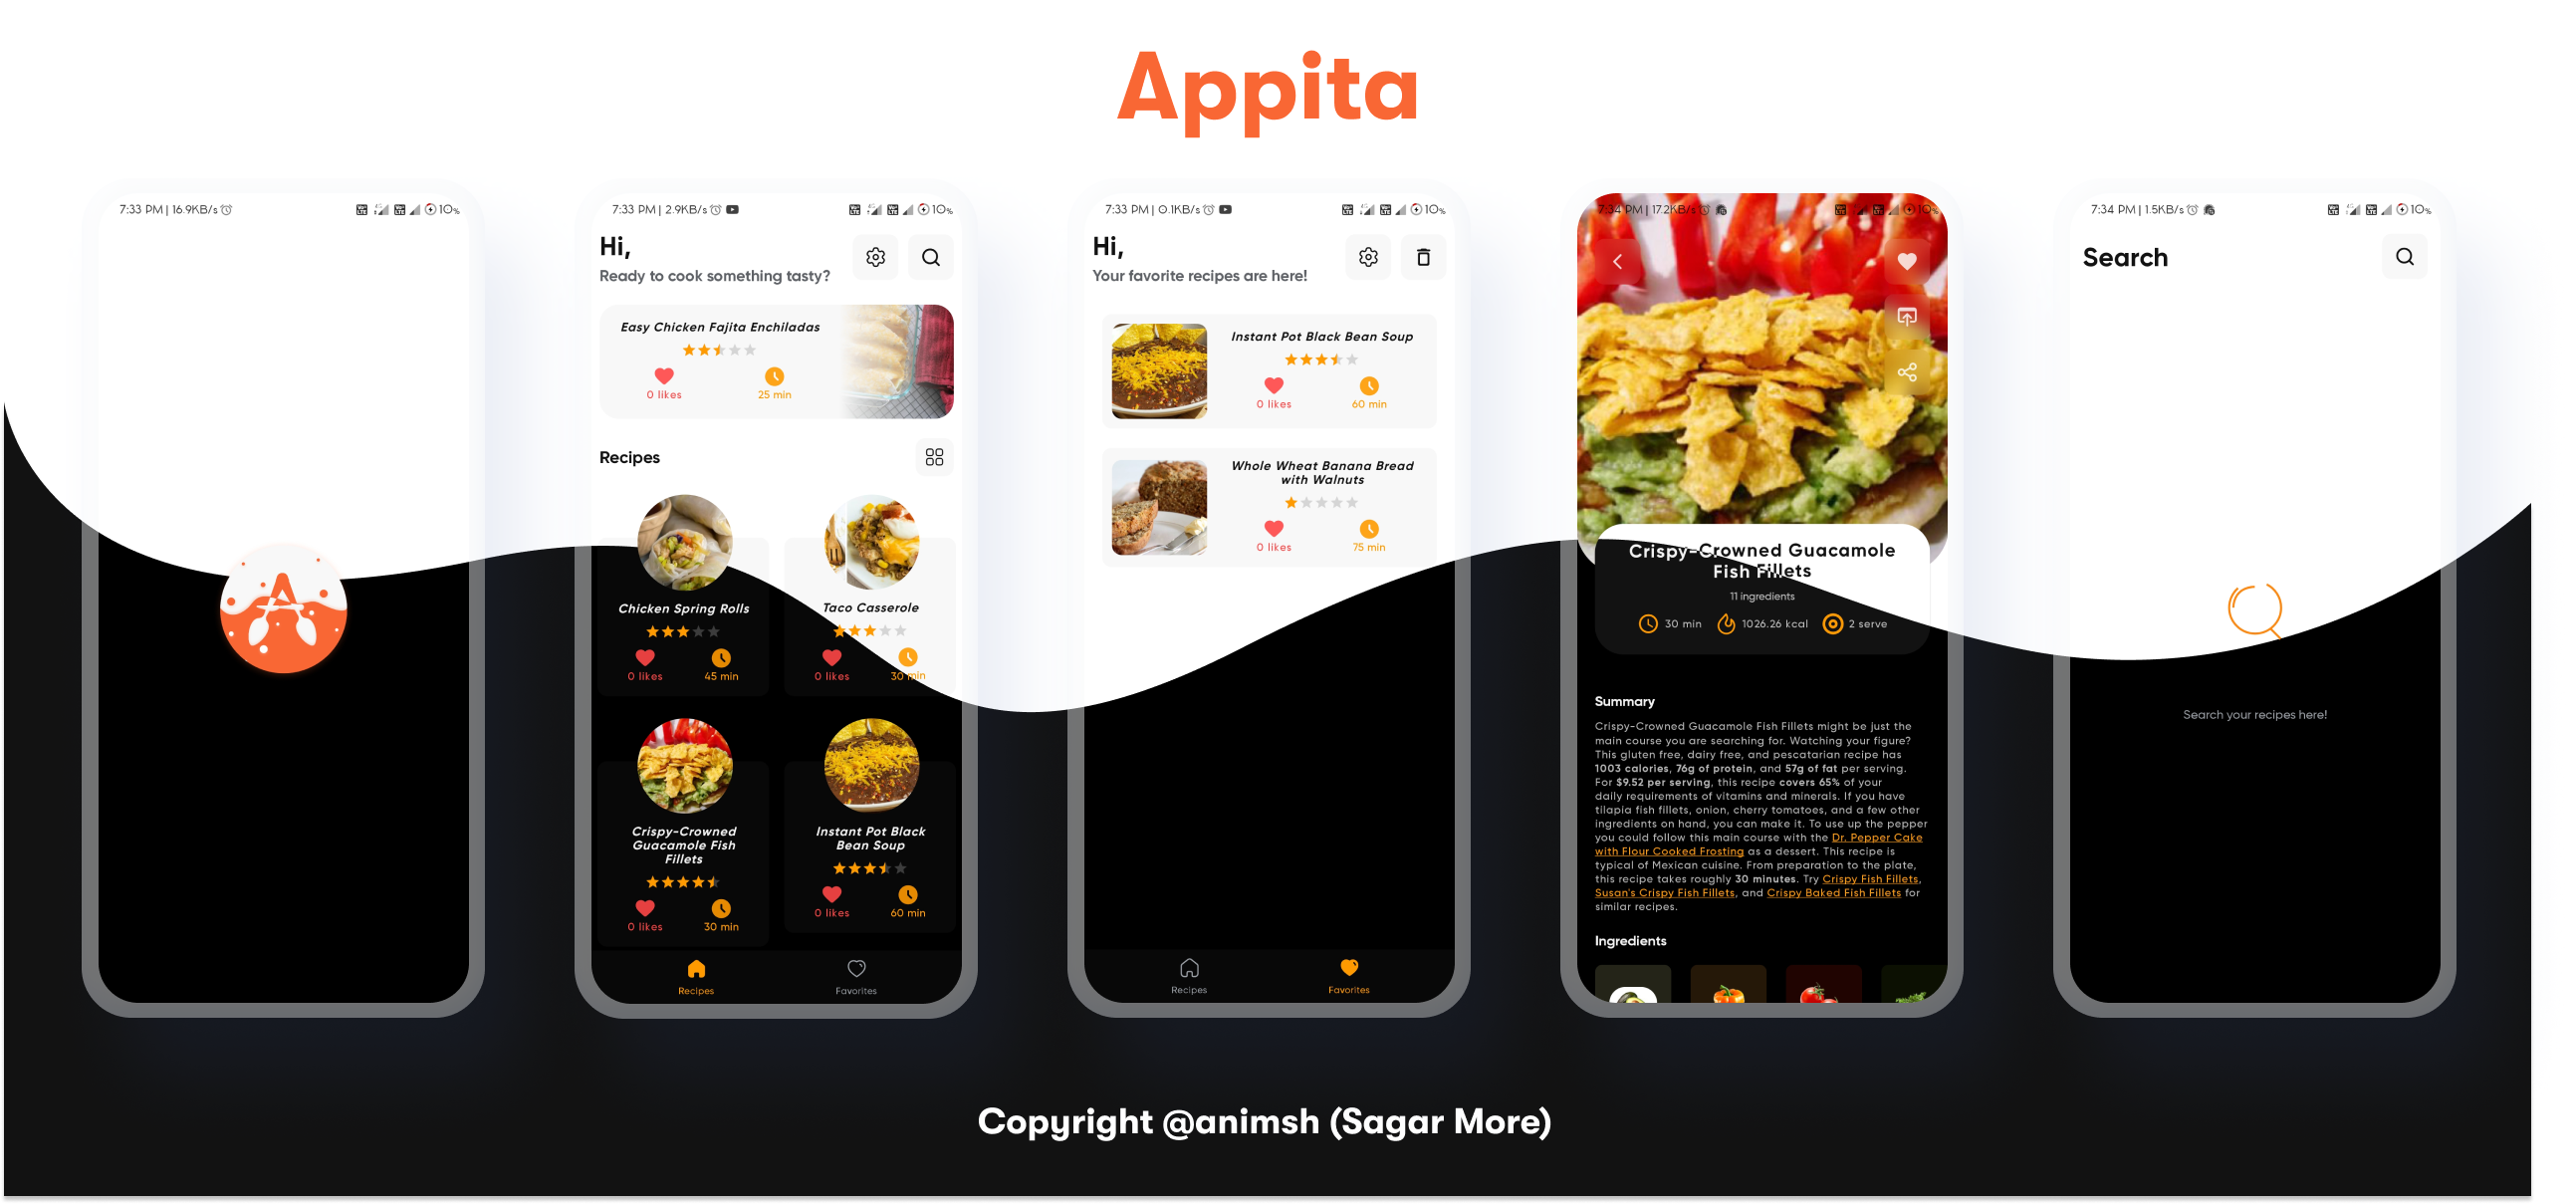 Appita
7:33 PM | 16.9KB/s
10%
7:33 PM | 2.9KB/s
10%
Hi,
Ready to cook something tasty?
Easy Chicken Fajita Enchiladas
0 likes
25 min
Recipes
Chicken Spring Rolls
0 likes
45 min
Taco Casserole
0 likes
30 min
Crispy-Crowned
Guacamole Fish
Fillets
0 likes
30 min
Instant Pot Black
Bean Soup
0 likes
60 min
Recipes
Favorites
7:33 PM | 0.1KB/s
10%
Hi,
Your favorite recipes are here!
Instant Pot Black Bean Soup
0 likes
60 min
Whole Wheat Banana Bread
with Walnuts
0 likes
75 min
Recipes
Favorites
7:34 PM | 17.2KB/s
10%
Crispy-Crowned Guacamole
Fish Fillets
11 ingredients
30 min
1026.26 kcal
2 serve
Summary
Crispy-Crowned Guacamole Fish Fillets might be just the
main course you are searching for. Watching your figure?
This gluten free, dairy free, and pescatarian recipe has
1003 calories, 76g of protein, and 57g of fat per serving.
For $9.52 per serving, this recipe covers 65% of your
daily requirements of vitamins and minerals. If you have
tilapia fish fillets, onion, cherry tomatoes, and a few other
ingredients on hand, you can make it. To use up the pepper
you could follow this main course with the Dr. Pepper Cake
with Flour Cooked Frosting as a dessert. This recipe is
typical of Mexican cuisine. From preparation to the plate,
this recipe takes roughly 30 minutes. Try Crispy Fish Fillets,
Susan's Crispy Fish Fillets, and Crispy Baked Fish Fillets for
similar recipes.
Ingredients
7:34 PM | 1.5KB/s
10%
Search
Search your recipes here!
Copyright @animsh (Sagar More)